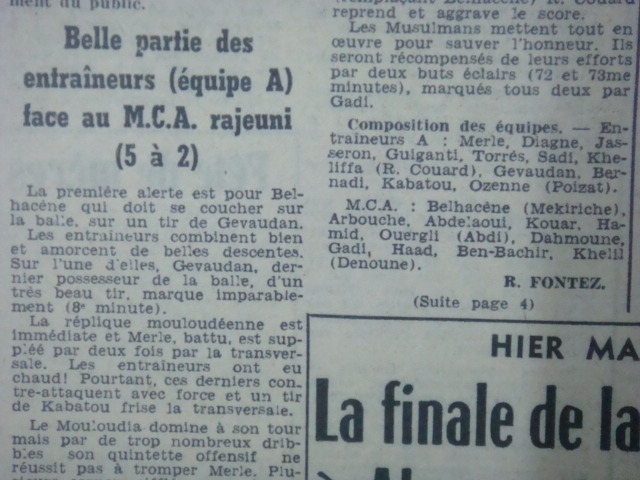 ment du public.
Belle partie des
entraîneurs (équipe A)
face au M.C.A. rajeuni
(5 à 2)
La première alerte est pour Bel-
hacéne qui doit se coucher sur
la balle, sur un tir de Gevaudan.
Les entraineurs combinent bien
et amorcent de belles descentes.
Sur l'une d'elles, Gevaudan, der-
nier possesseur de la balle, d'un
très beau tir, marque imparable-
ment (8e minute).
La réplique mouloudéenne est
immédiate et Merle, battu, est sup-
pléé par deux fois par la transver-
sale. Les entraîneurs ont eu
chaud! Pourtant, ces derniers con-
tre-attaquent avec force et un tir
de Kabatou frise la transversale.
Le Mouloudia domine à son tour
mais par de trop nombreux drib-
bles son quintette offensif ne
réussit pas à tromper Merle. Plu-
reprend et aggrave le score.
Les Musulmans mettent tout en
œuvre pour sauver l'honneur. Ils
seront récompensés de leurs efforts
par deux buts éclairs (72 et 73me
minutes), marqués tous deux par
Gadi.
Composition des équipes. — En-
traîneurs A : Merle, Diagne, Jas-
seron, Guiganti, Torrés, Sadi, Khe-
liffa (R. Couard), Gevaudan, Ber-
nadi, Kabatou, Ozenne (Poizat).
M.C.A. : Belhacène (Mekiriche),
Arbouche, Abdelaoui, Kouar, Ha-
mid, Ouergli (Abdi), Dahmoune,
Gadi, Haad, Ben-Bachir, Khelil
(Denoune).
R. FONTEZ.
(Suite page 4)
HIER MA
La finale de la